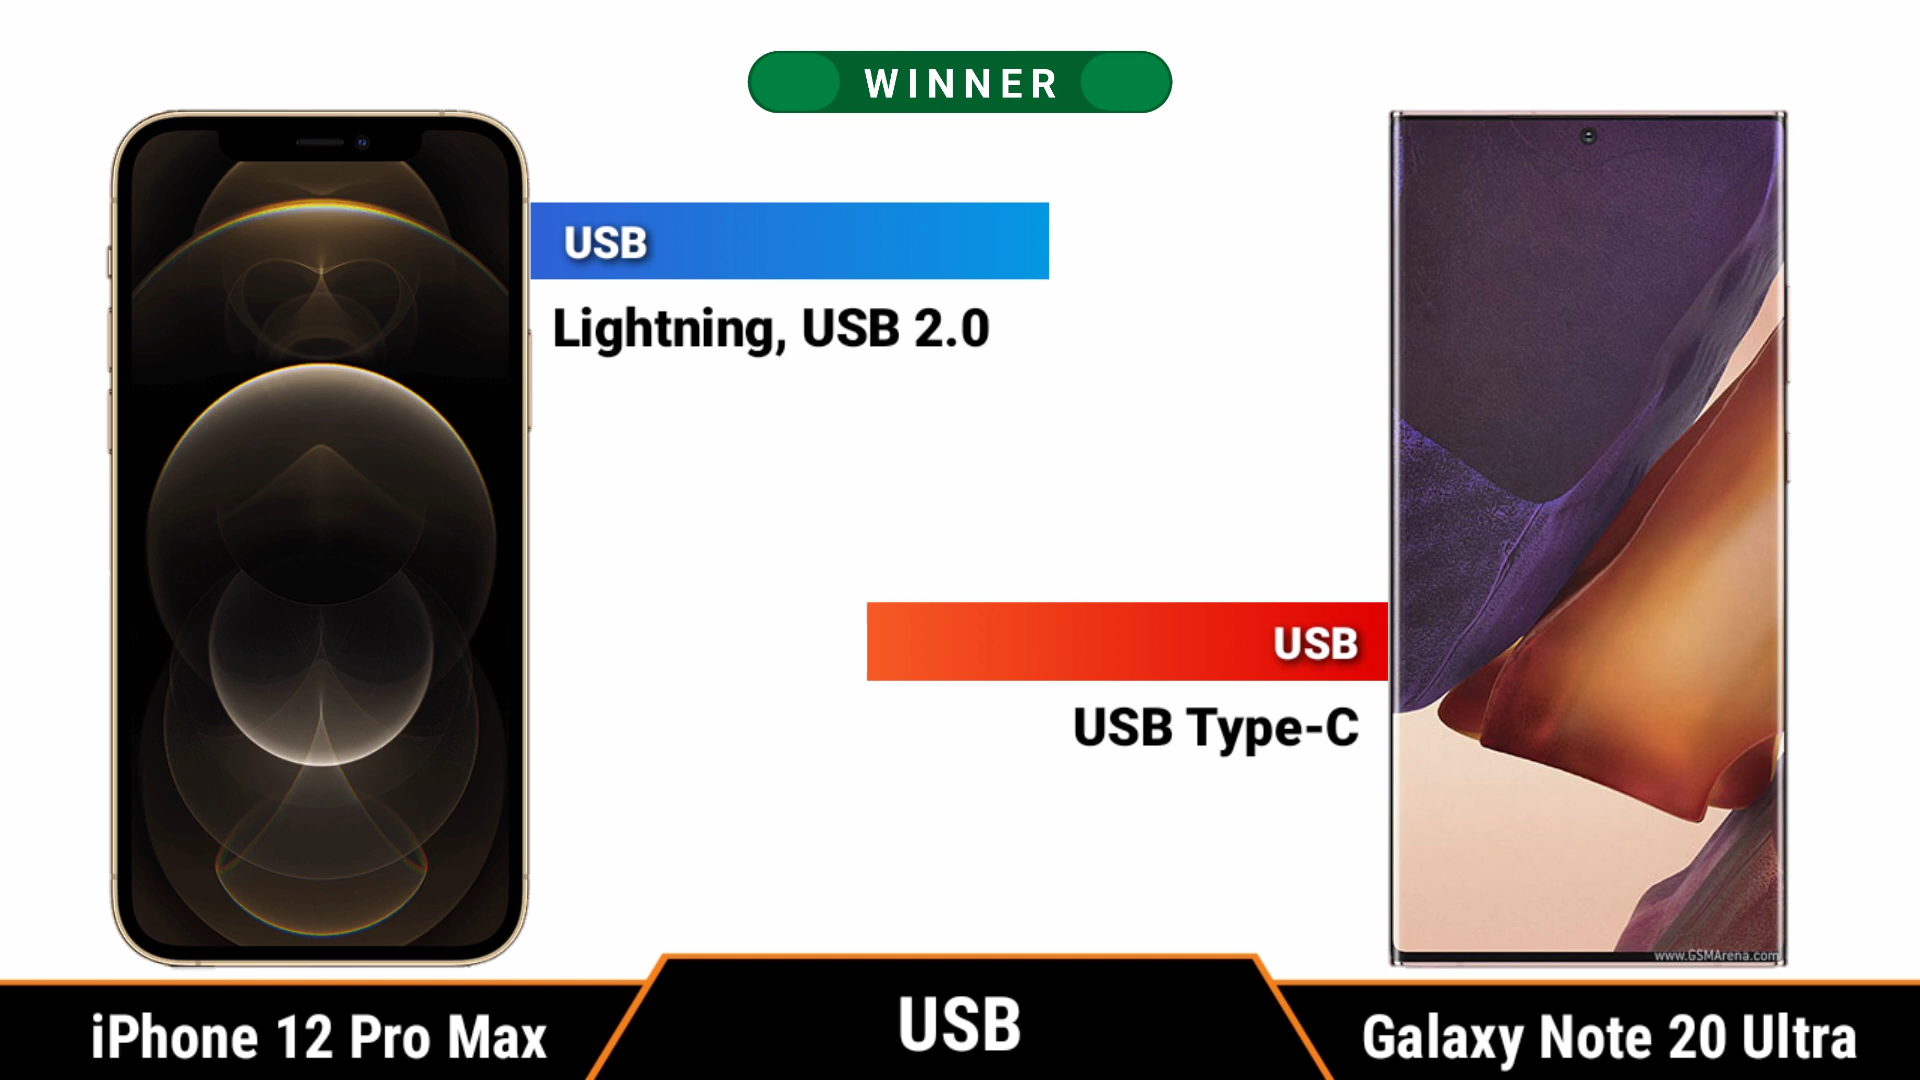 WINNER
USB
Lightning, USB 2.0
USB
USB Type-C
www.GSMArena.com
iPhone 12 Pro Max
USB
Galaxy Note 20 Ultra